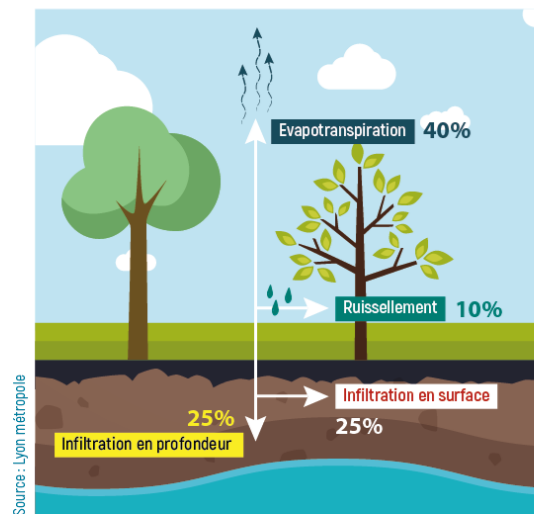 Evapotranspiration 40%
Ruissellement 10%
Infiltration en surface
25%
25%
Infiltration en profondeur
Source : Lyon métropole